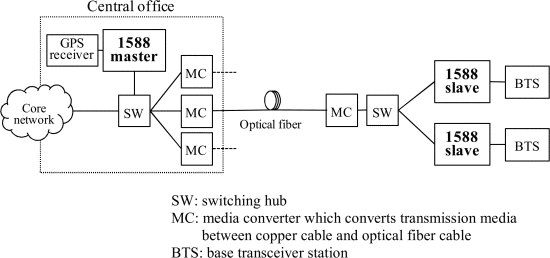 Central office
GPS
receiver
1588
master
MC
Core
network
SW
MC
Optical fiber
MC
SW
1588
slave
BTS
1588
slave
BTS
MC
SW: switching hub
MC: media converter which converts transmission media
between copper cable and optical fiber cable
BTS: base transceiver station